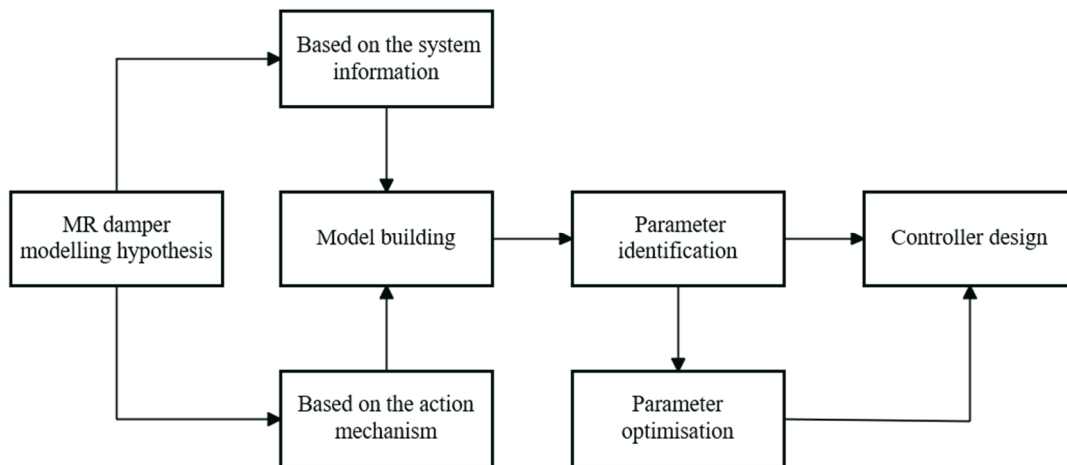 Based on the system
information
MR damper
modelling hypothesis
Model building
Parameter
identification
Controller design
Based on the action
mechanism
Parameter
optimisation